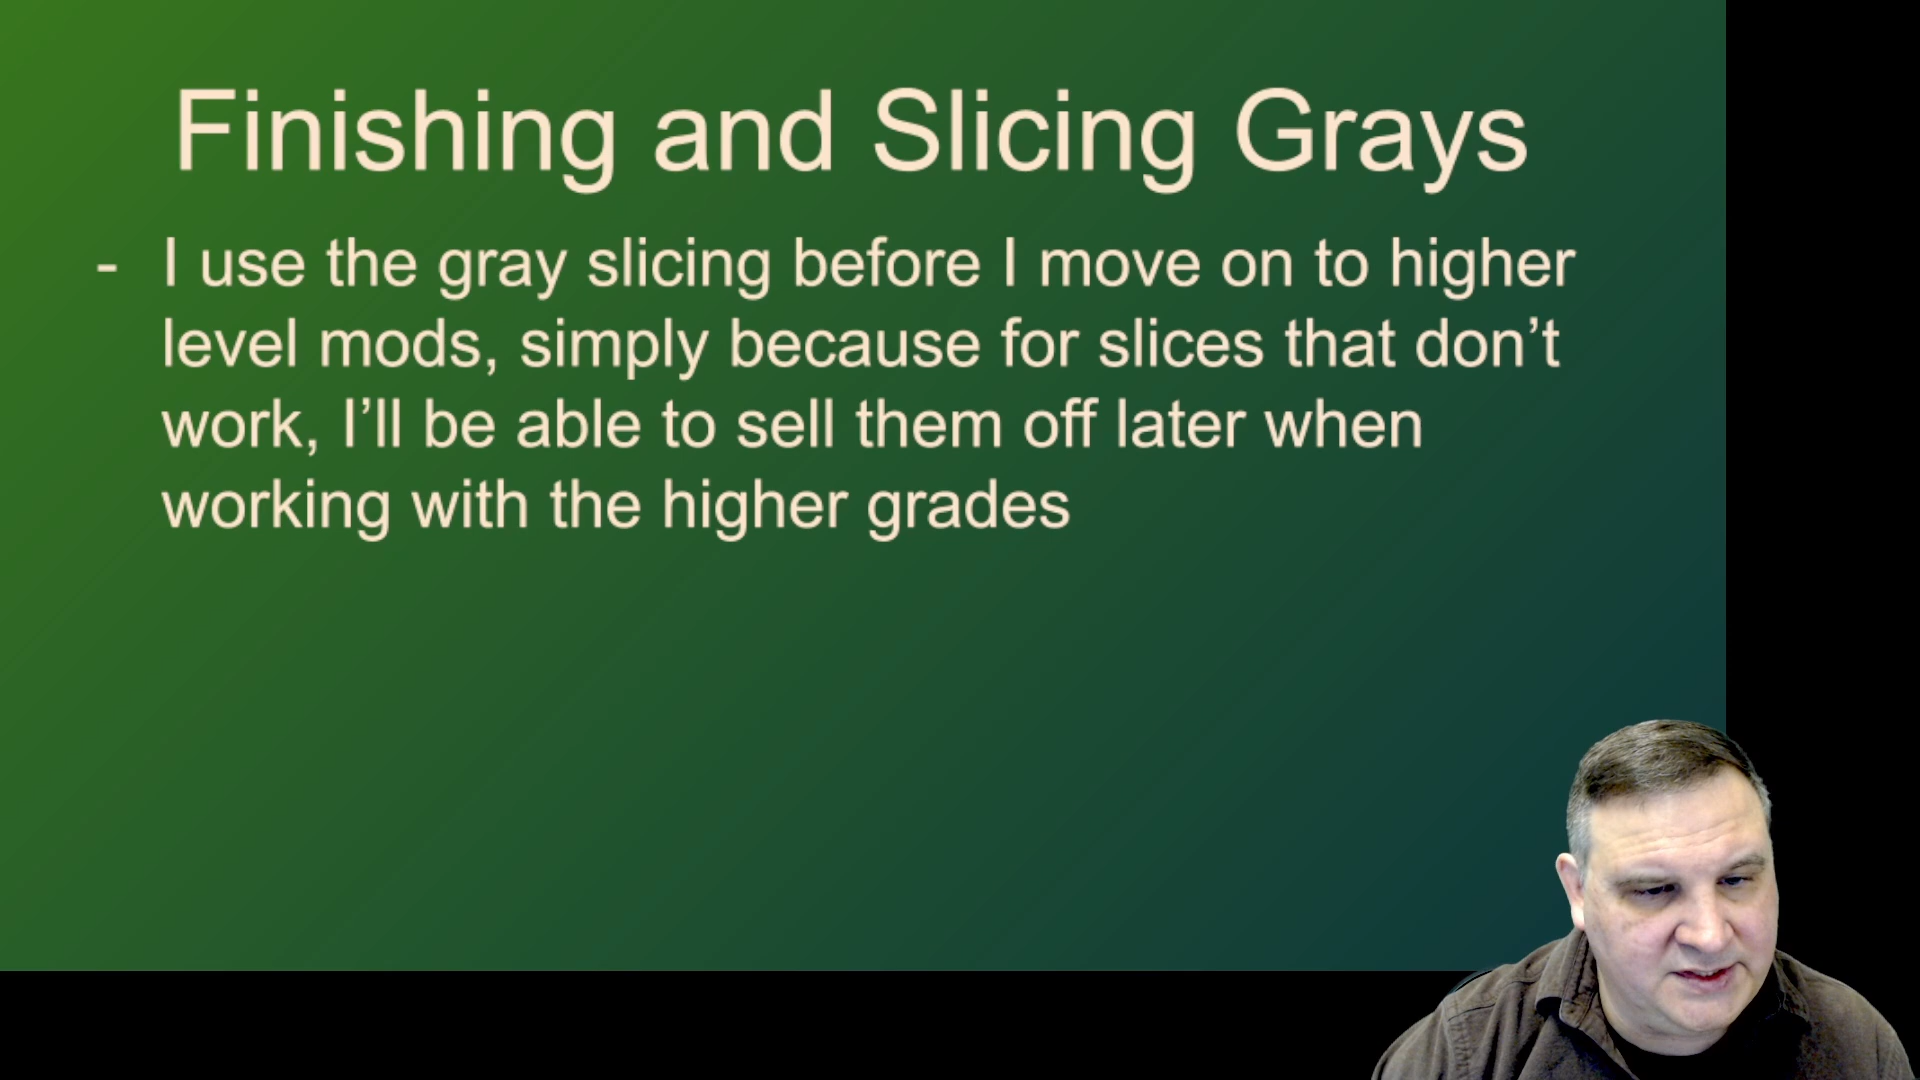 Finishing and Slicing Grays
- I use the gray slicing before I move on to higher
level mods, simply because for slices that don’t
work, I’ll be able to sell them off later when
working with the higher grades